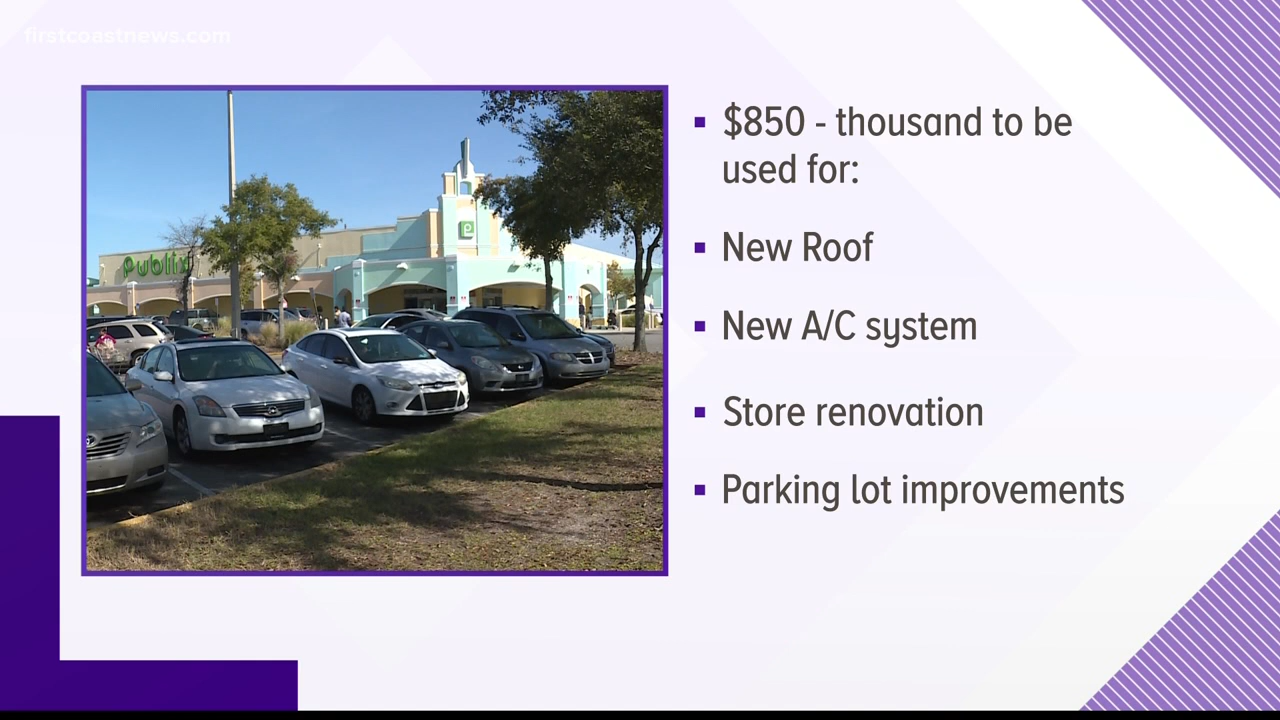 firstcoastnews.com
$850 - thousand to be
used for:
New Roof
Publix
New A/C system
Store renovation
Parking lot improvements